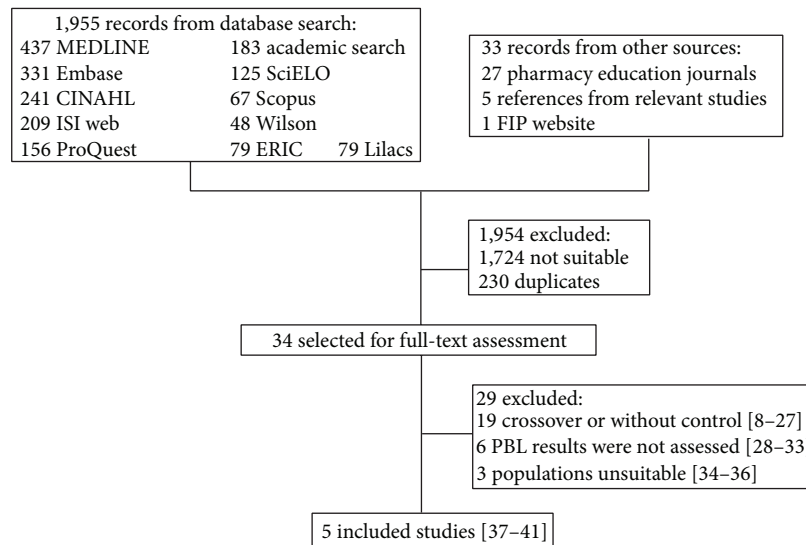 1,955 records from database search:
437 MEDLINE 183 academic search
331 Embase 125 SciELO
241 CINAHL 67 Scopus
209 ISI web 48 Wilson
156 ProQuest 79 ERIC 79 Lilacs
33 records from other sources:
27 pharmacy education journals
5 references from relevant studies
1 FIP website
1,954 excluded:
1,724 not suitable
230 duplicates
34 selected for full-text assessment
29 excluded:
19 crossover or without control [8–27]
6 PBL results were not assessed [28–33
3 populations unsuitable [34–36]
5 included studies [37–41]